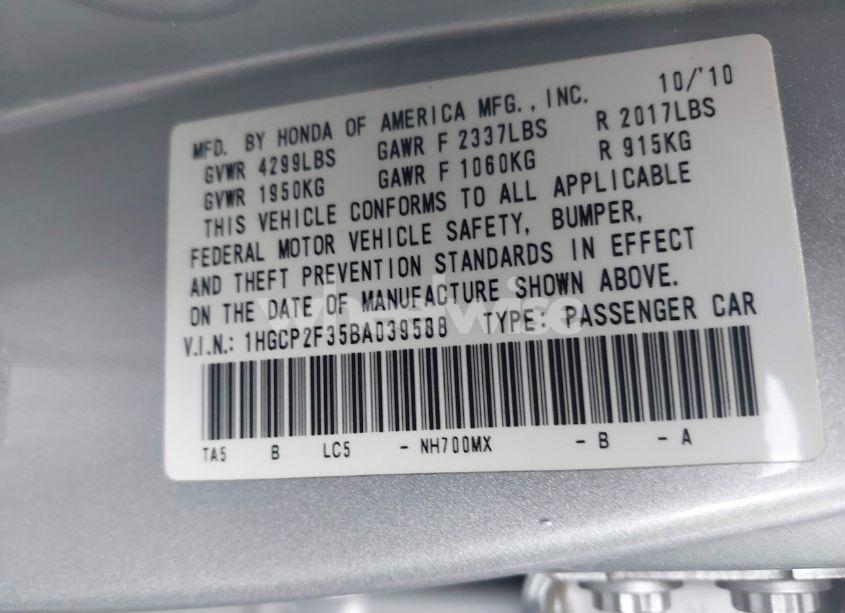 MFD. BY HONDA OF AMERICA MFG., INC. 10/'10
GVWR 4299LBS GAWR F 2337LBS R 2017LBS
GVWR 1950KG GAWR F 1060KG R 915KG
THIS VEHICLE CONFORMS TO ALL APPLICABLE
FEDERAL MOTOR VEHICLE SAFETY, BUMPER,
AND THEFT PREVENTION STANDARDS IN EFFECT
ON THE DATE OF MANUFACTURE SHOWN ABOVE.
wheelwise
V.I.N.: 1HGCP2F35BA039588 TYPE: PASSENGER CAR
TA5 B LC5 - NH700MX - B - A